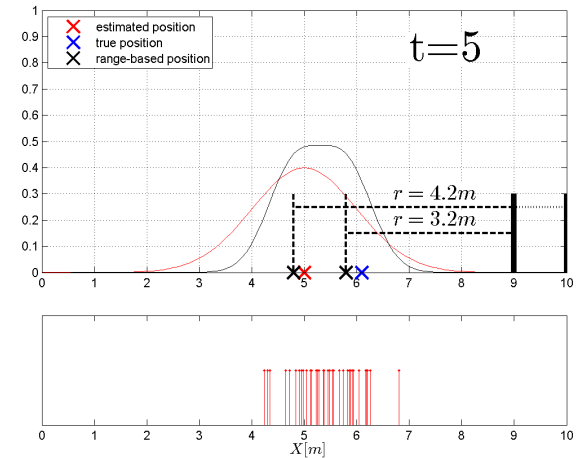 1
0.9
0.8
0.7
0.6
0.5
0.4
0.3
0.2
0.1
0
estimated position
true position
range-based position
t=5
r = 4.2m
r = 3.2m
0 1 2 3 4 5 6 7 8 9 10
0 1 2 3 4 5 6 7 8 9 10
X[m]